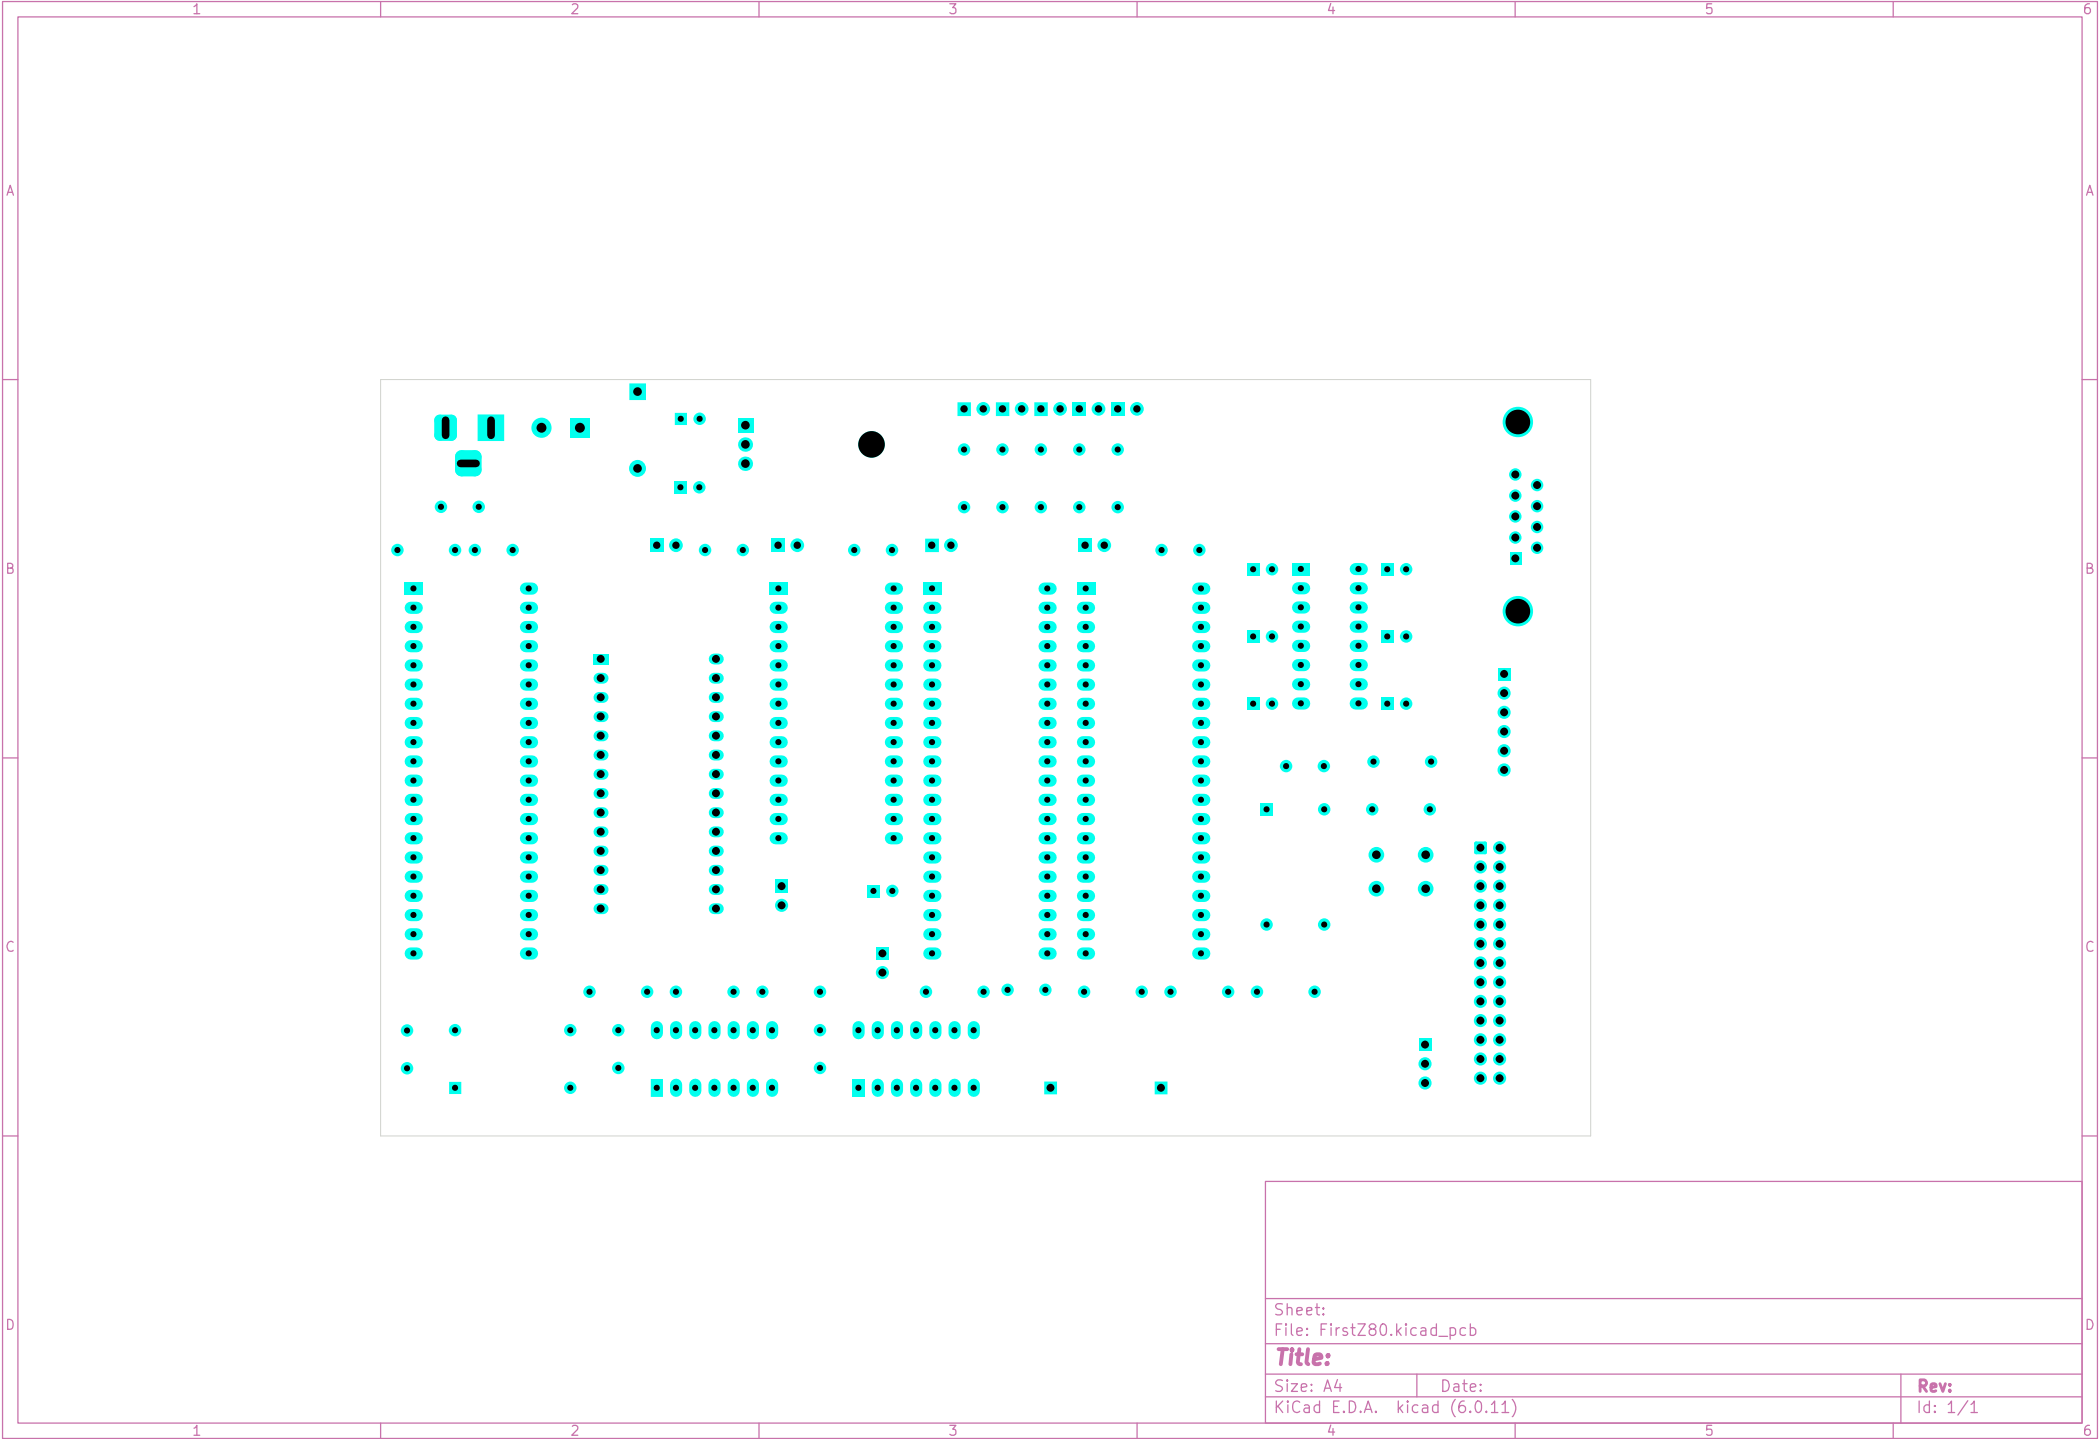 1 2 3 4 5 6
A A
B B
C C
Sheet:
File: FirstZ80.kicad_pcb
D D
Title:
Size: A4 Date: Rev:
KiCad E.D.A. kicad (6.0.11) Id: 1/1
1 2 3 4 5 6